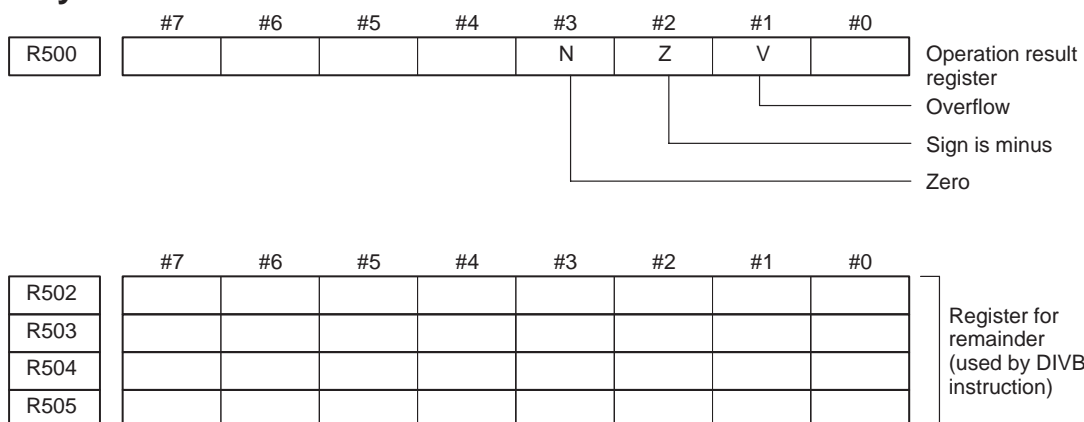 #7 #6 #5 #4 #3 #2 #1 #0
R500 N Z V Operation result
register
Overflow
Sign is minus
Zero
#7 #6 #5 #4 #3 #2 #1 #0
R502
R503
R504
R505
Register for
remainder
(used by DIVB
instruction)